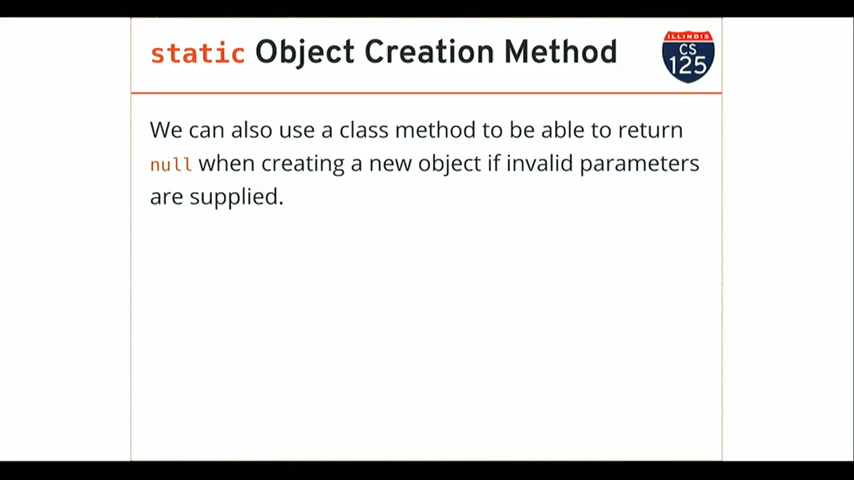 static Object Creation Method
ILLINOIS
CS
125
We can also use a class method to be able to return
null when creating a new object if invalid parameters
are supplied.